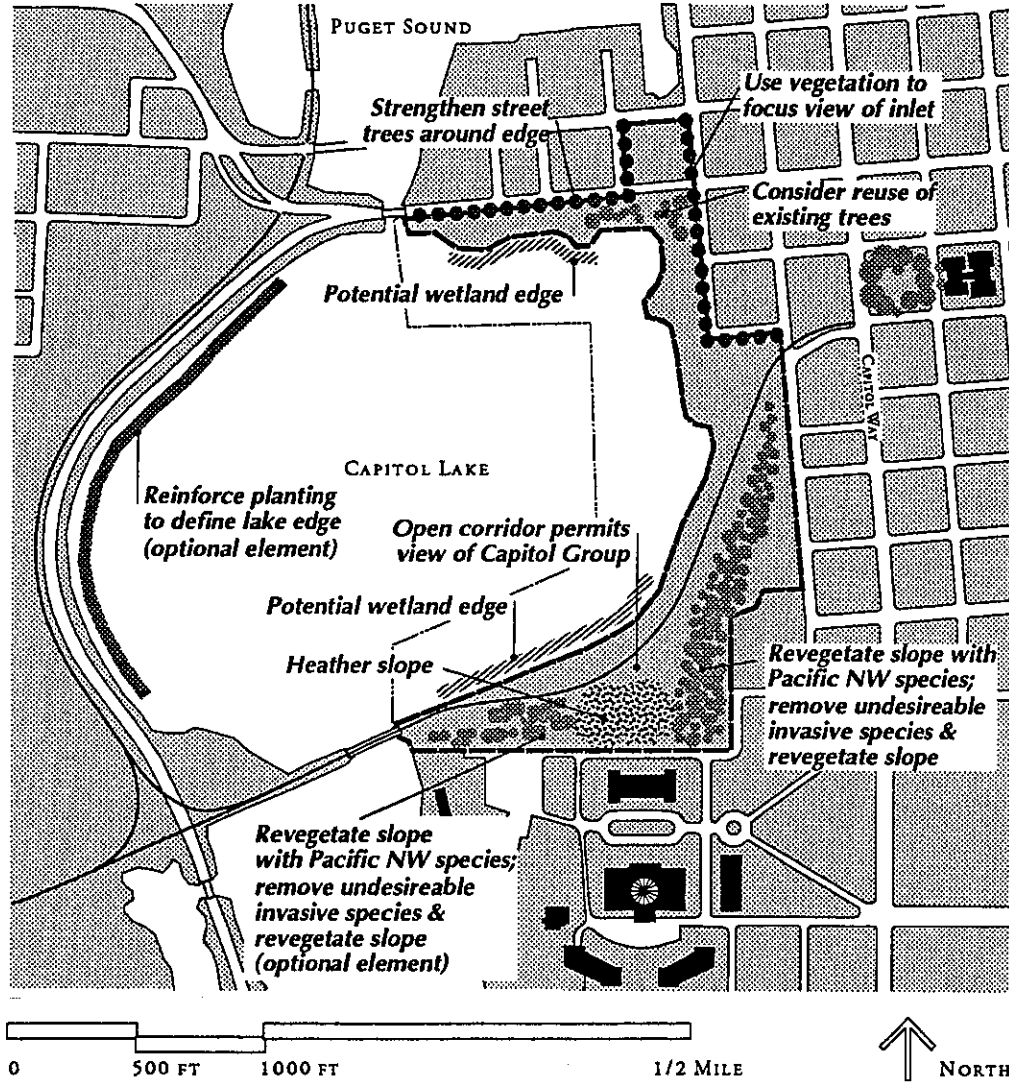 PUGET SOUND
Strengthen street
trees around edge
Use vegetation to
focus view of inlet
Consider reuse of
existing trees
Potential wetland edge
CAPITOL WAY
CAPITOL LAKE
Reinforce planting
to define lake edge
(optional element)
Open corridor permits
view of Capitol Group
Potential wetland edge
Heather slope
Revegetate slope with
Pacific NW species;
remove undesireable
invasive species &
revegetate slope
Revegetate slope
with Pacific NW species;
remove undesireable
invasive species &
revegetate slope
(optional element)
0 500 FT 1000 FT 1/2 MILE NORTH